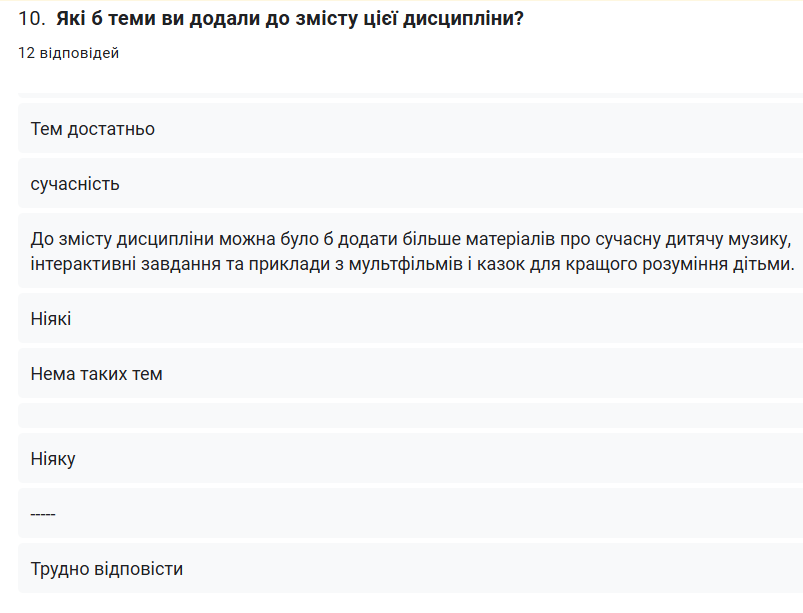 10. Які б теми ви додали до змісту цієї дисципліни?
12 відповідей
Тем достатньо
сучасність
До змісту дисципліни можна було б додати більше матеріалів про сучасну дитячу музику,
інтерактивні завдання та приклади з мультфільмів і казок для кращого розуміння дітьми.
Ніякі
Нема таких тем
Ніяку
-----
Трудно відповісти